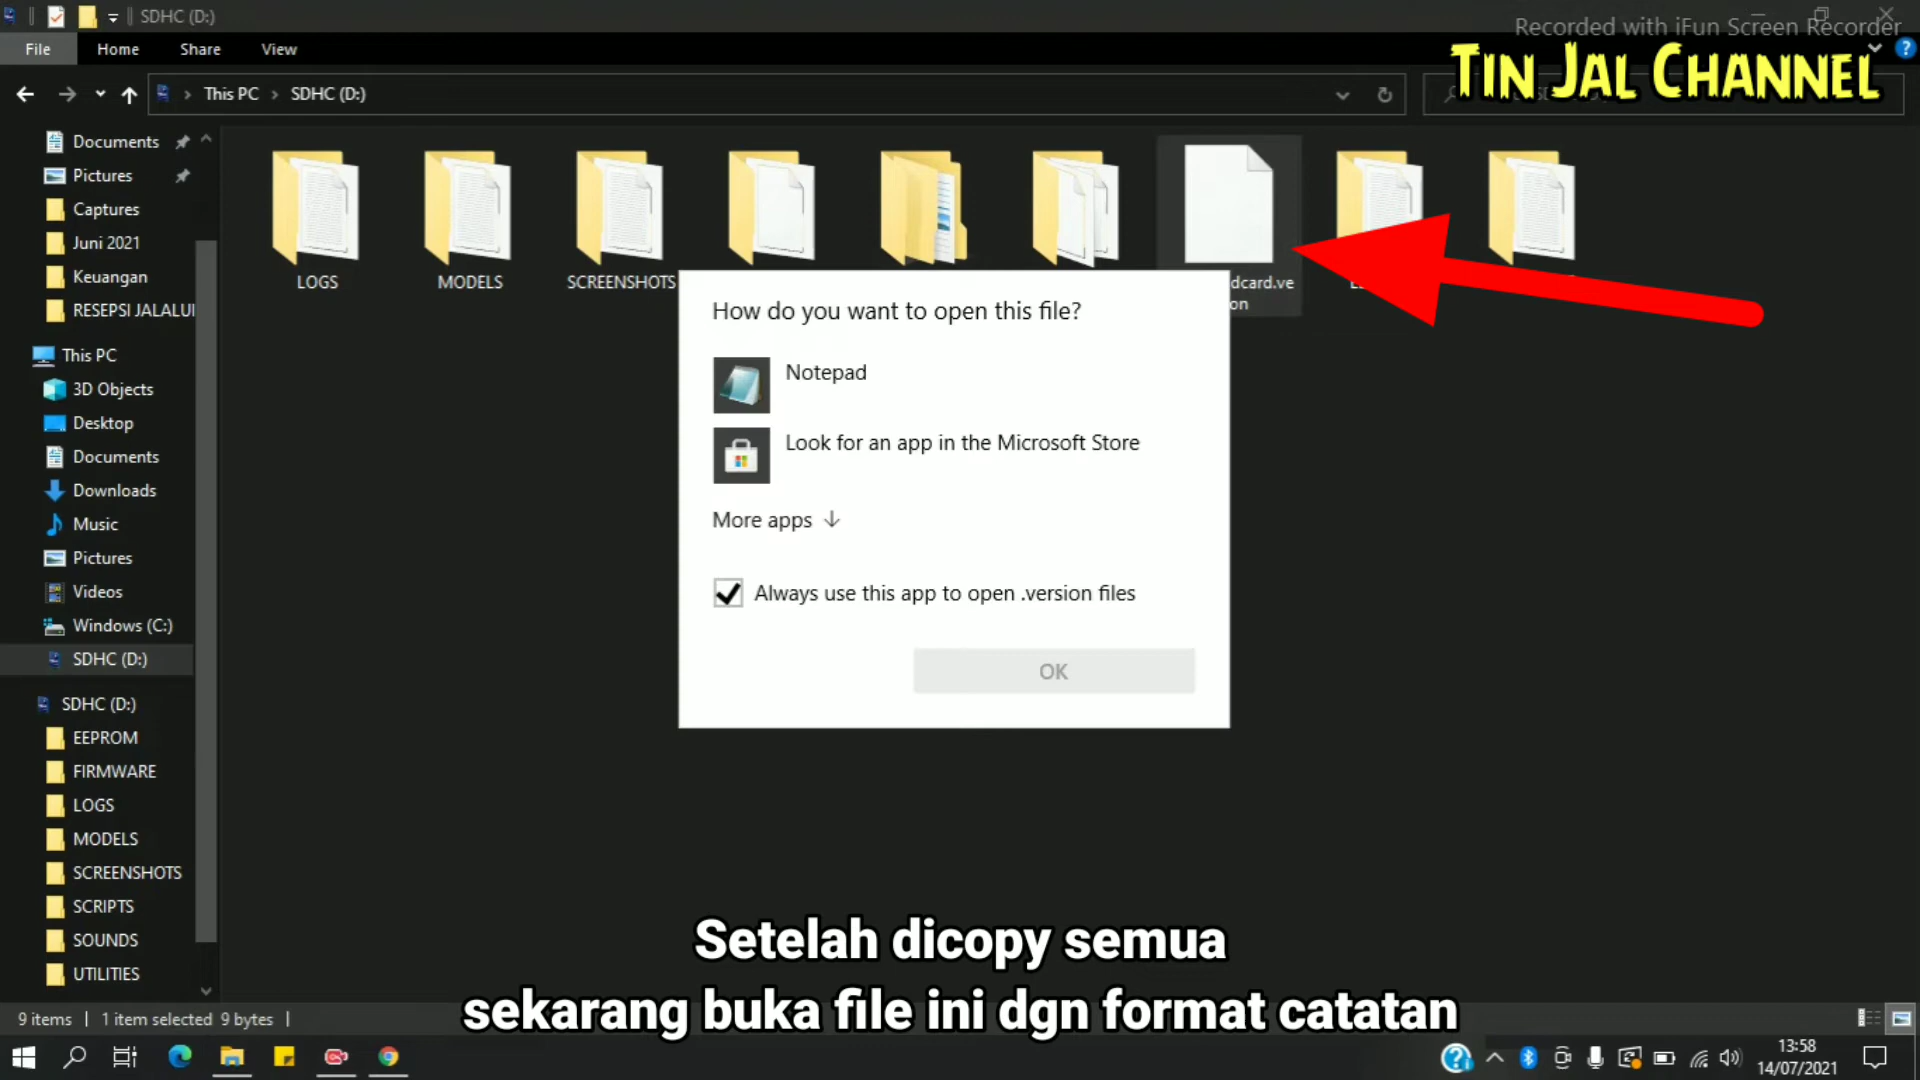 SDHC (D:)
Recorded with iFun Screen Recorder
File Home Share View
TIN JAL CHANNEL
This PC SDHC (D:)
Documents
Pictures
Captures
Juni 2021
Keuangan
RESEPSI JALALUI
This PC
3D Objects
Desktop
Documents
Downloads
Music
Pictures
Videos
Windows (C:)
SDHC (D:)
SDHC (D:)
EEPROM
FIRMWARE
LOGS
MODELS
SCREENSHOTS
SCRIPTS
SOUNDS
UTILITIES
LOGS MODELS SCREENSHOTS
dcard.ve
on
How do you want to open this file?
Notepad
Look for an app in the Microsoft Store
More apps
Always use this app to open .version files
OK
Setelah dicopy semua
sekarang buka file ini dgn format catatan
9 items 1 item selected 9 bytes
13:58
14/07/2021